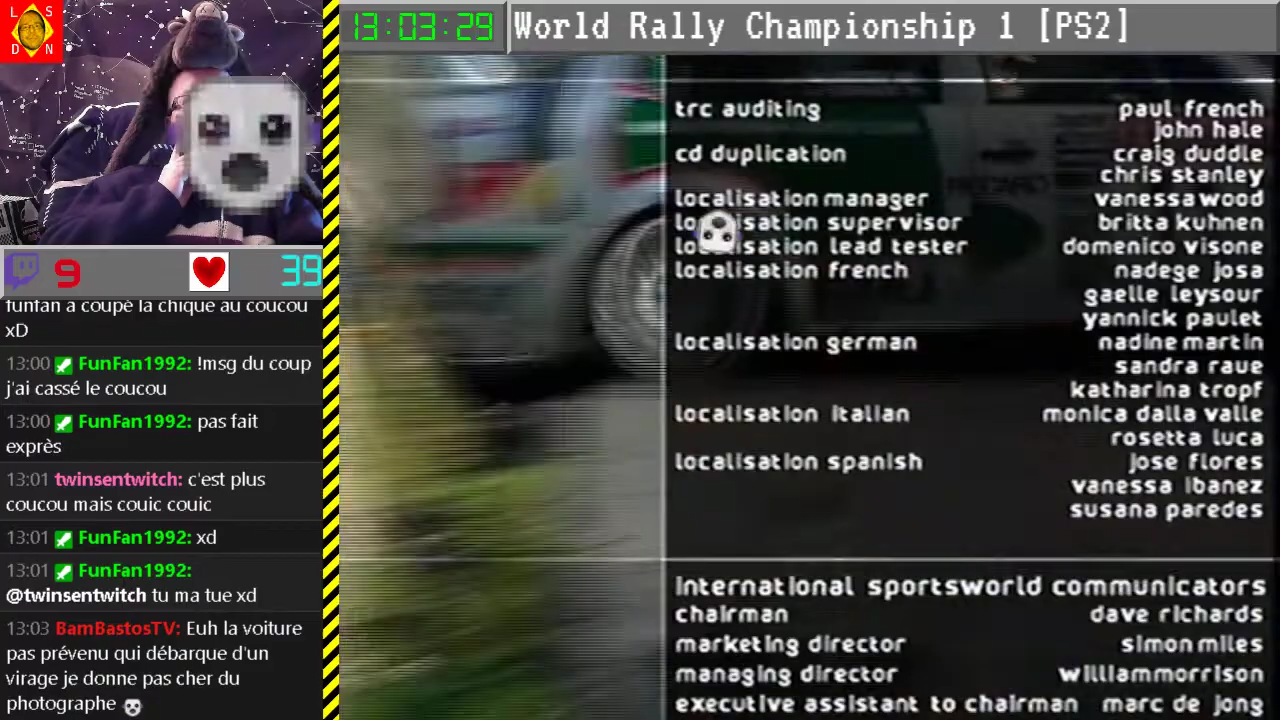 L S
D N
13:03:29 World Rally Championship 1 [PS2]
9 39
funfan a coupé la chique au coucou
xD
13:00 FunFan1992: !msg du coup
j'ai cassé le coucou
13:00 FunFan1992: pas fait
exprès
13:01 twinsentwitch: c'est plus
coucou mais couic couic
13:01 FunFan1992: xd
13:01 FunFan1992:
@twinsentwitch tu ma tue xd
13:03 BamBastosTV: Euh la voiture
pas prévenu qui débarque d'un
virage je donne pas cher du
photographe
trc auditing paul french
john hale
cd duplication craig duddle
chris stanley
localisation manager vanessa wood
localisation supervisor britta kuhnen
localisation lead tester domenico visone
localisation french nadege josa
gaelle leysour
yannick paulet
localisation german nadine martin
sandra raue
katharina tropf
localisation italian monica dalla valle
rosetta luca
localisation spanish jose flores
vanessa ibanez
susana paredes
international sportsworld communicators
chairman dave richards
marketing director simon miles
managing director william morrison
executive assistant to chairman marc de jong